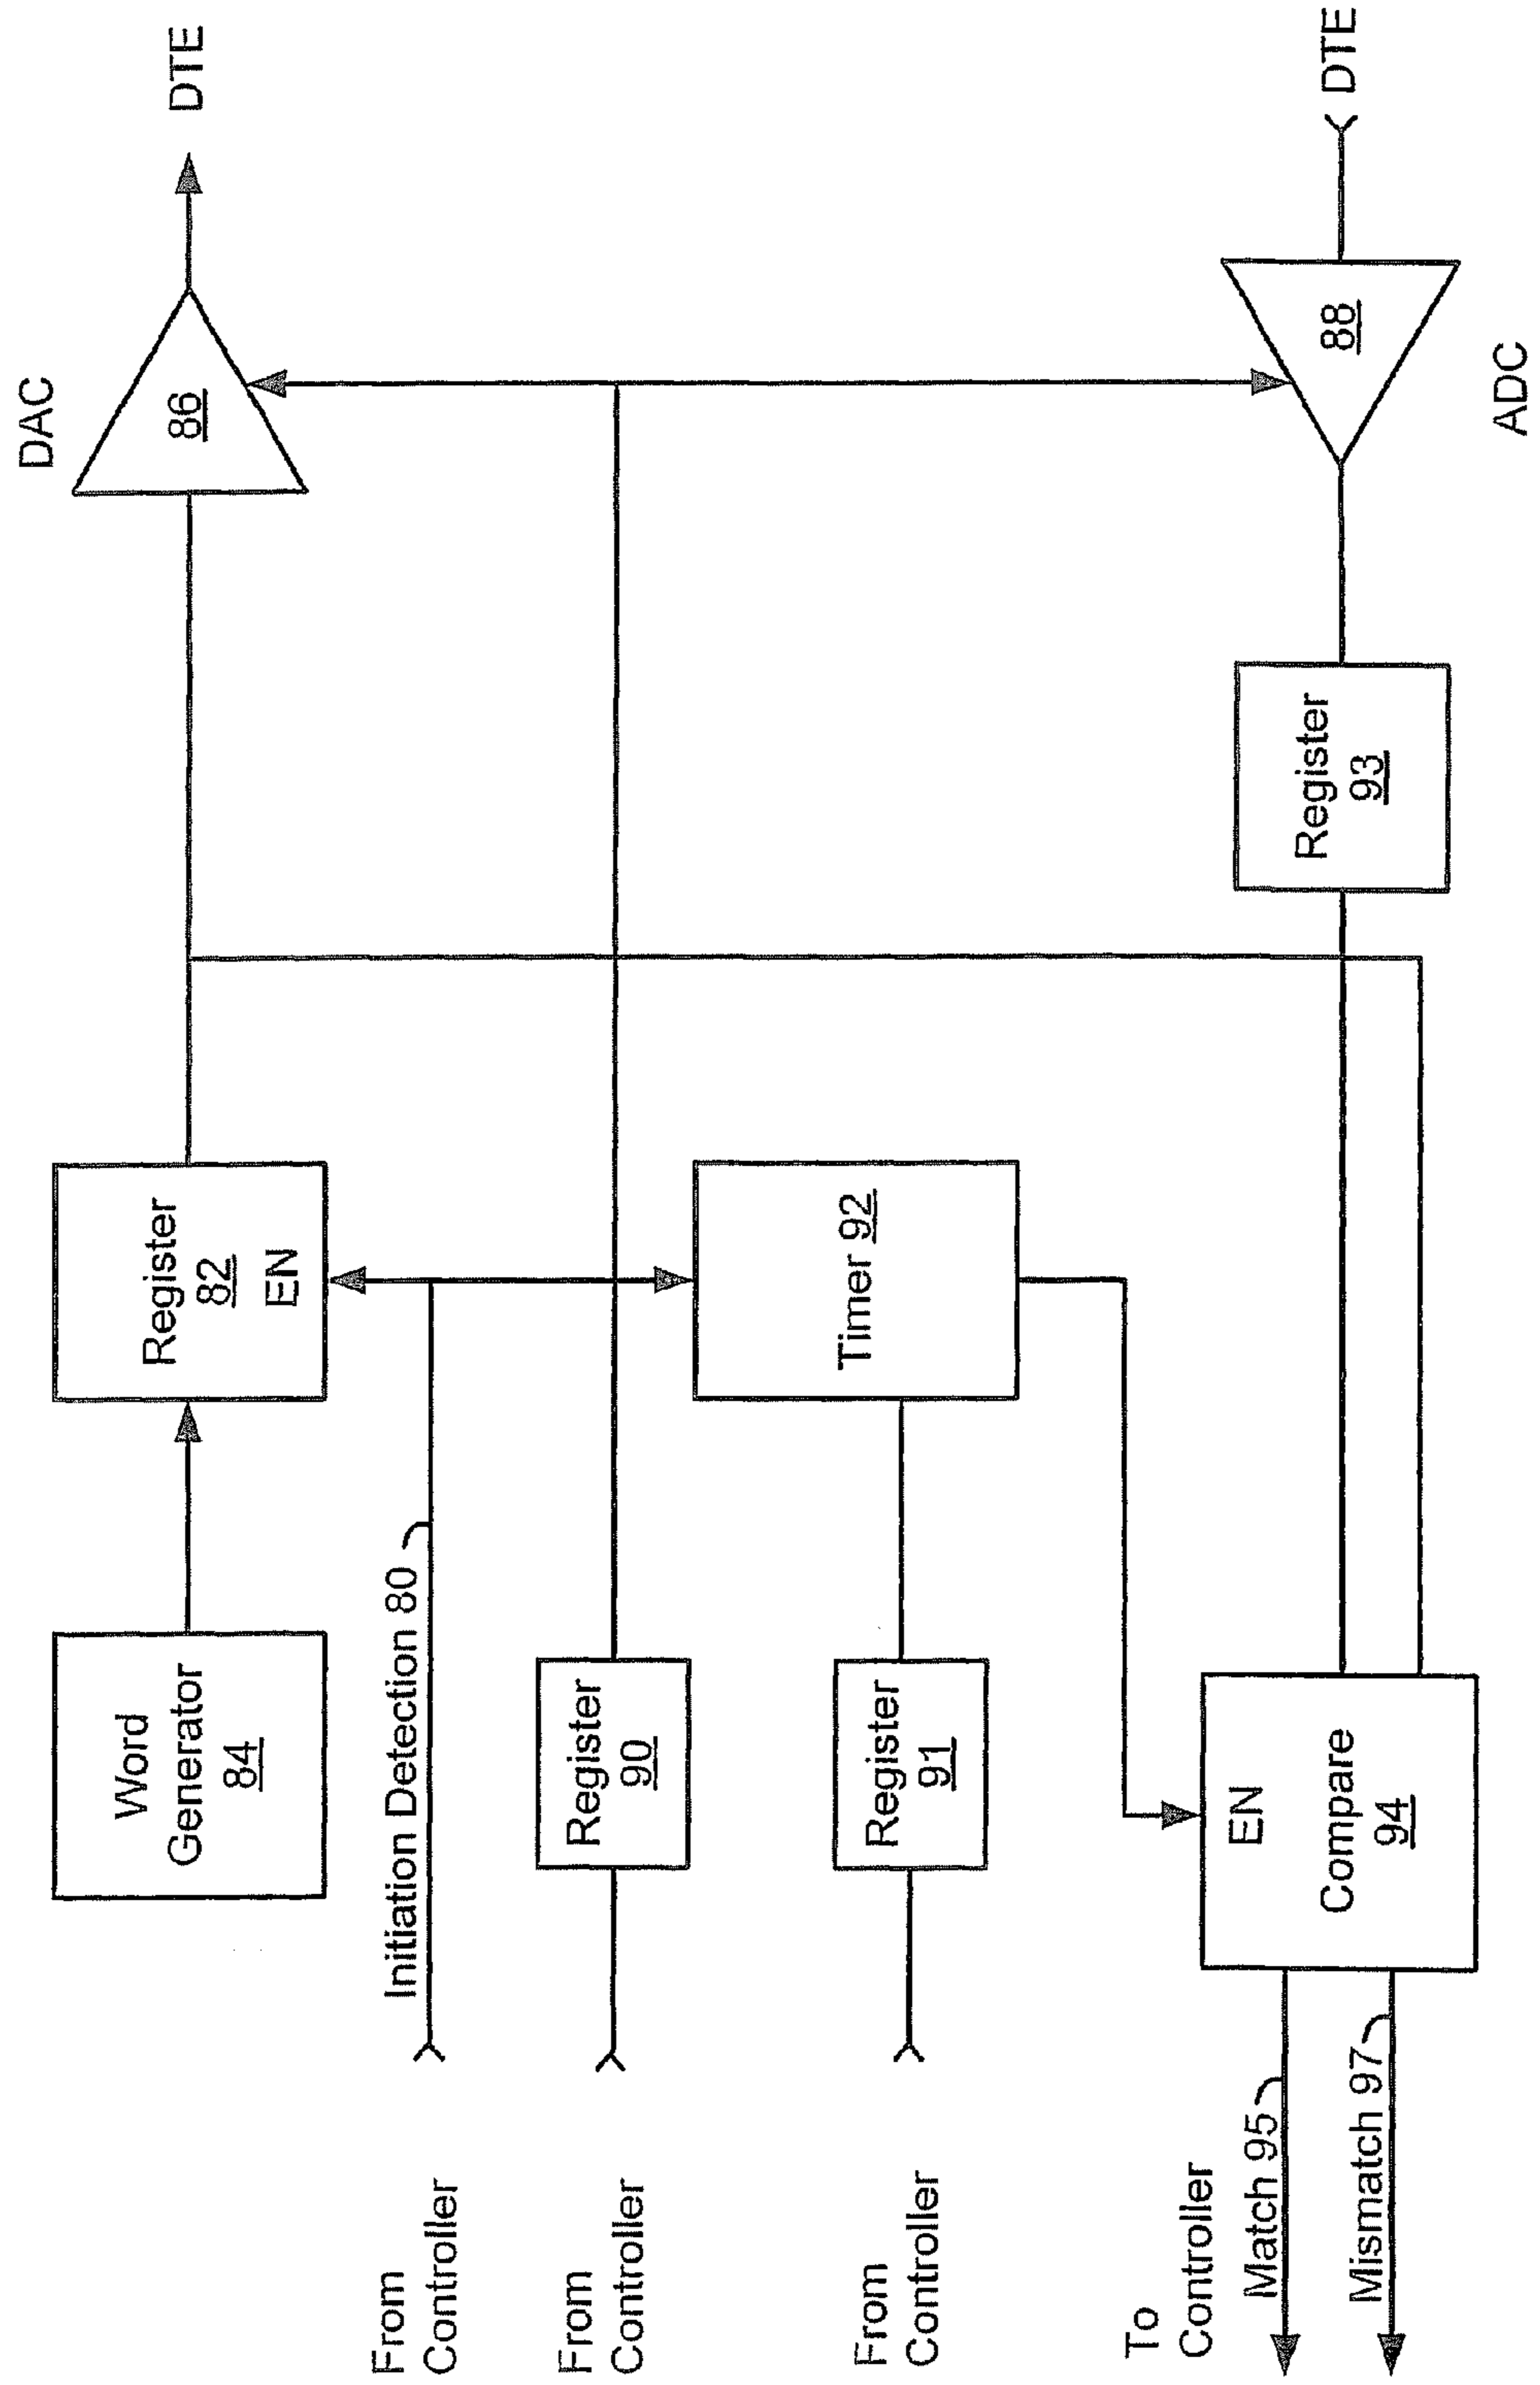 DAC
DTE
86
Word
Generator
84
Register
82
EN
From
Controller
Initiation Detection 80
From
Controller
Register
90
Timer 92
From
Controller
Register
91
To
Controller
Match 95
Mismatch 97
EN
Compare
94
Register
93
88
DTE
ADC